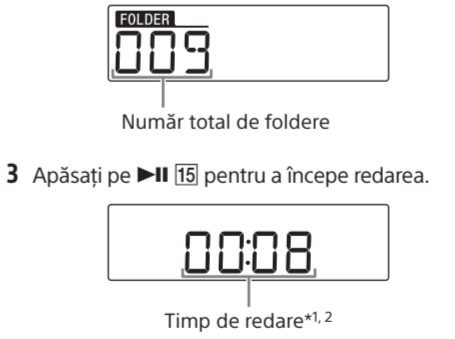 FOLDER
009
Număr total de foldere
3 Apăsați pe ►II 15 pentru a începe redarea.
00:08
Timp de redare*1, 2